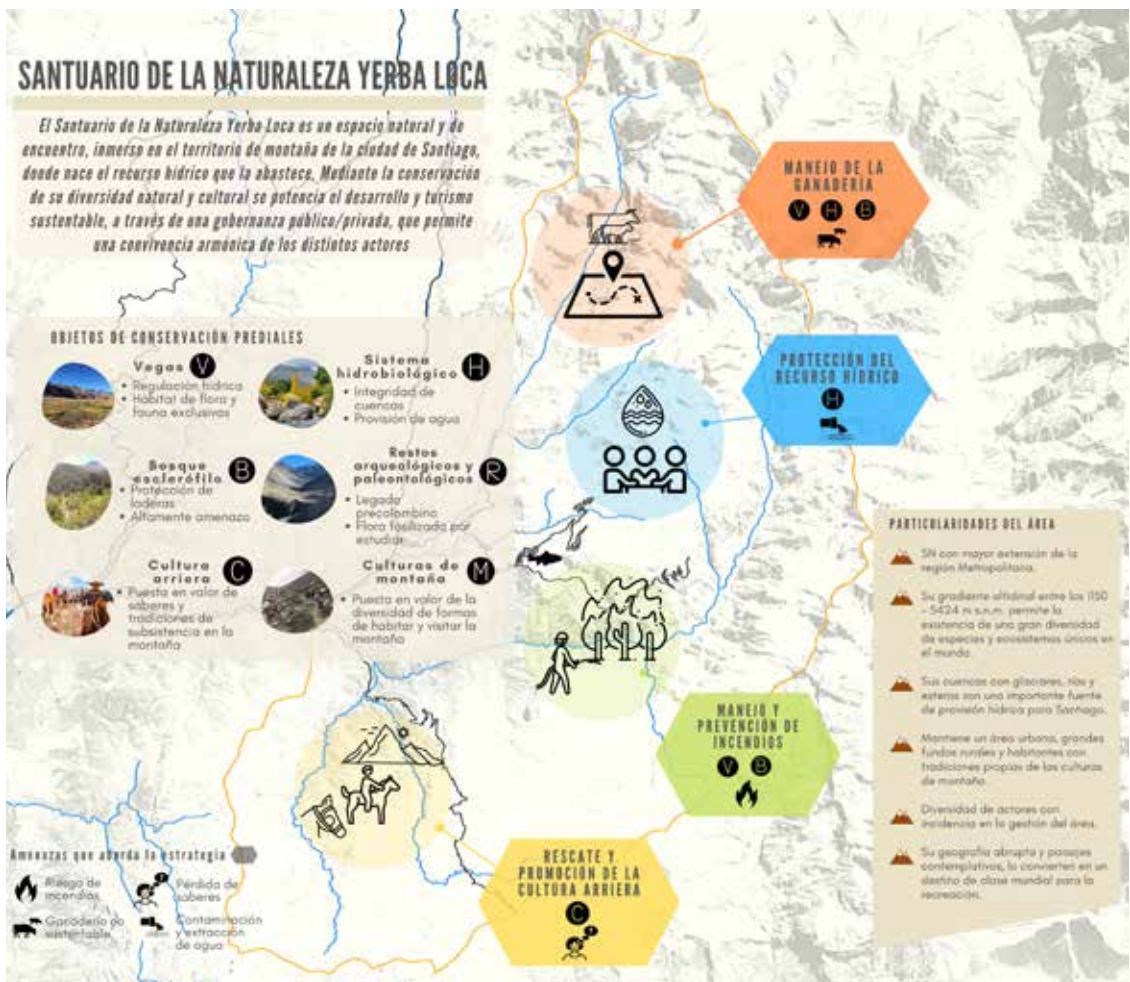 SANTUARIO DE LA NATURALEZA YERBA LOCA
El Santuario de la Naturaleza Yerba Loca es un espacio natural y de
encuentro, inmerso en el territorio de montaña de la ciudad de Santiago,
donde nace el recurso hídrico que la abastece. Mediante la conservación
de su diversidad natural y cultural se potencia el desarrollo y turismo
sustentable, a través de una gobernanza público/privada, que permite
una convivencia armónica de los distintos actores
MANEJO DE LA
GANADERÍA
V H B
OBJETOS DE CONSERVACIÓN PREDIALES
Vegas V
• Regulación hídrica
• Hábitat de flora y
fauna exclusivas
Sistema
hidrobiológico H
• Integridad de
cuencas
• Provisión de agua
Bosque
esclerófilo B
• Protección de
laderas
• Altamente amenazo
Restos
arqueológicos y
paleontológicos R
• Legado
precolombino
• Flora fosilizada por
estudiar
Cultura
arriera C
• Puesta en valor de
saberes y
tradiciones de
subsistencia en la
montaña
Culturas de
montaña M
• Puesta en valor de la
diversidad de formas
de habitar y visitar la
montaña
PROTECCIÓN DEL
RECURSO HÍDRICO
H
PARTICULARIDADES DEL ÁREA
SN con mayor extensión de la
región Metropolitana.
Su gradiente altidinal entre los 1150
- 5424 m s.n.m. permite la
existencia de una gran diversidad
de especies y ecosistemas únicos en
el mundo.
Sus cuencas con glaciares, ríos y
esteros son una importante fuente
de provisión hídrica para Santiago.
Mantiene un área urbana, grandes
fundos rurales y habitantes con
tradiciones propias de las culturas
de montaña.
Diversidad de actores con
incidencia en la gestión del área.
Su geografía abrupta y paisajes
contemplativos, lo convierten en un
destino de clase mundial para la
recreación.
MANEJO Y
PREVENCIÓN DE
INCENDIOS
V B
RESCATE Y
PROMOCIÓN DE LA
CULTURA ARRIERA
C
Amenazas que aborda la estrategia
Riesgo de
incendios
Pérdida de
saberes
Ganadería no
sustentable
Contaminación
y extracción
de agua